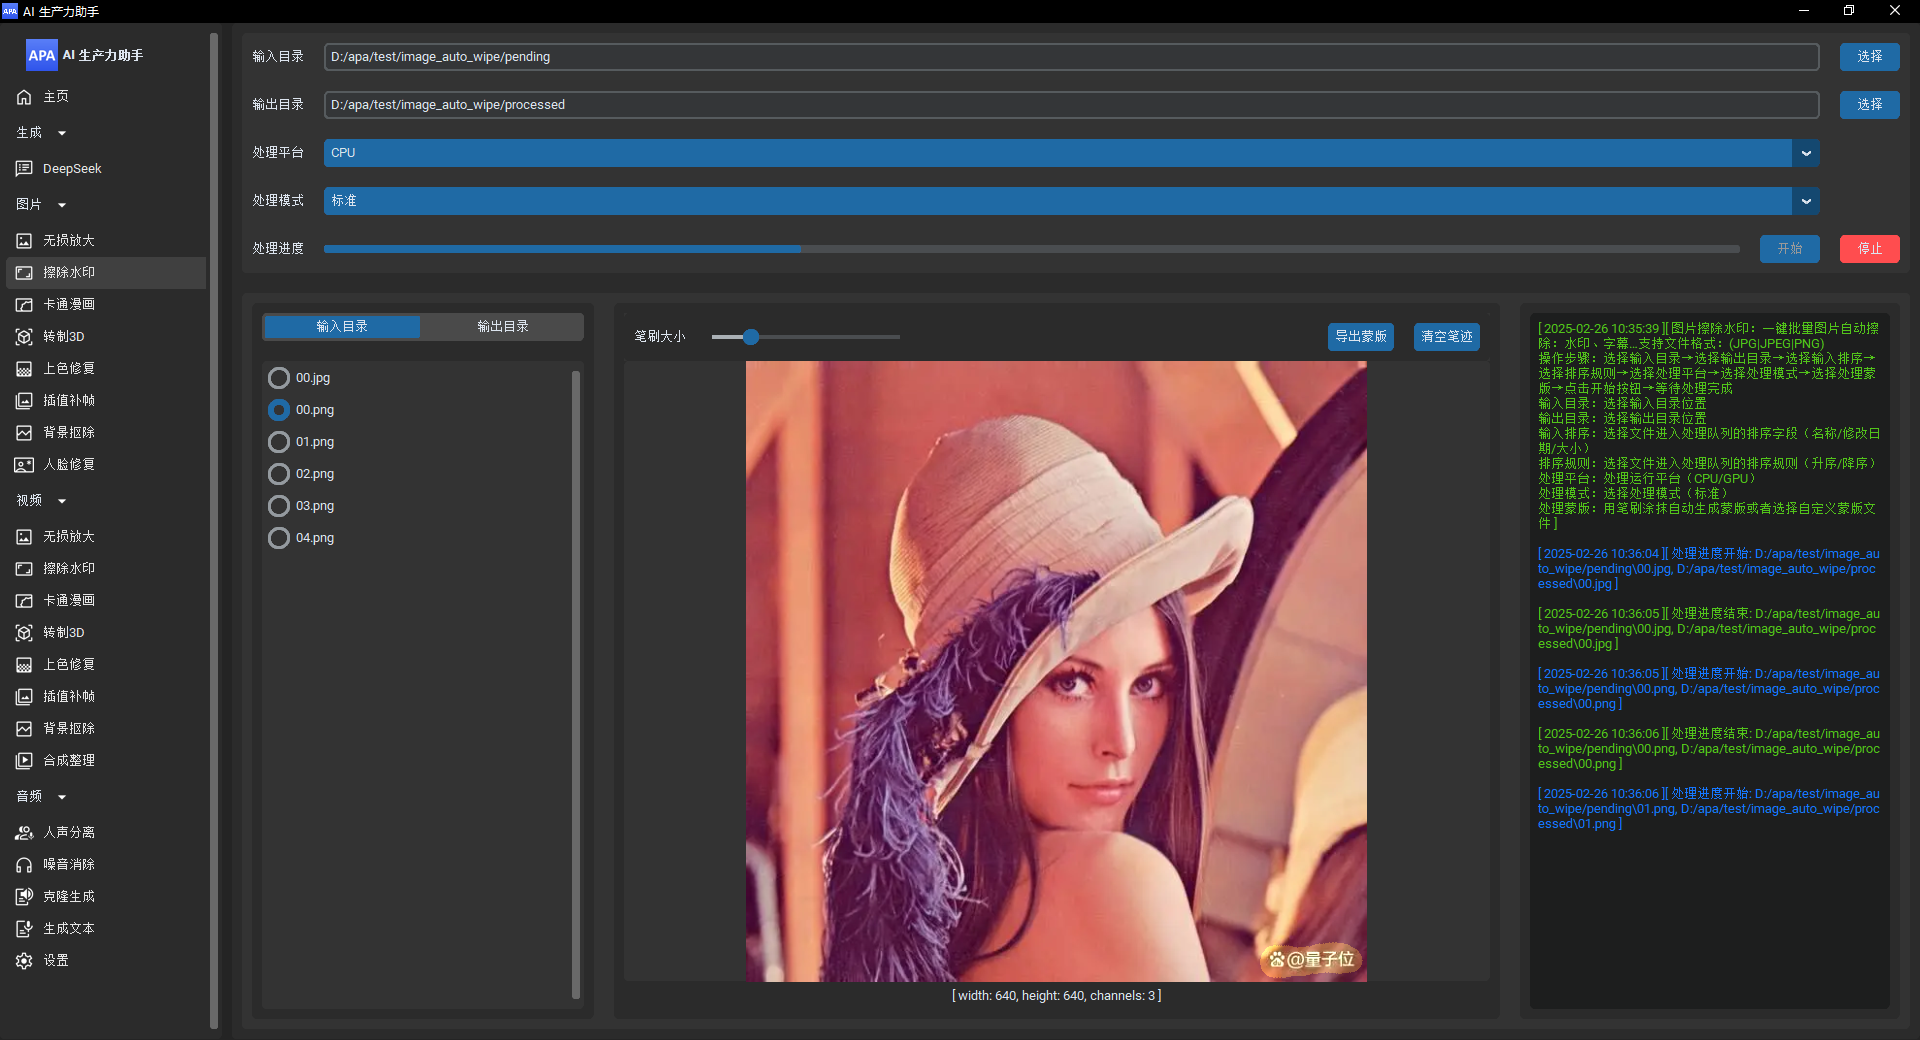 APA AI 生产力助手
APA AI 生产力助手
主页
生成
DeepSeek
图片
无损放大
擦除水印
卡通漫画
转制3D
上色修复
插值补帧
背景抠除
人脸修复
视频
无损放大
擦除水印
卡通漫画
转制3D
上色修复
插值补帧
背景抠除
合成整理
音频
人声分离
噪音消除
克隆生成
生成文本
设置
输入目录 D:/apa/test/image_auto_wipe/pending 选择
输出目录 D:/apa/test/image_auto_wipe/processed 选择
处理平台 CPU
处理模式 标准
处理进度 开始 停止
输入目录 输出目录
00.jpg
00.png
01.png
02.png
03.png
04.png
笔刷大小 导出蒙版 清空笔迹
@量子位
[ width: 640, height: 640, channels: 3 ]
[ 2025-02-26 10:35:39 ][ 图片擦除水印：一键批量图片自动擦
除：水印、字幕...支持文件格式：(JPG|JPEG|PNG)
操作步骤：选择输入目录→选择输出目录→选择输入排序→
选择排序规则→选择处理平台→选择处理模式→选择处理蒙
版→点击开始按钮→等待处理完成
输入目录：选择输入目录位置
输出目录：选择输出目录位置
输入排序：选择文件进入处理队列的排序字段（名称/修改日
期/大小）
排序规则：选择文件进入处理队列的排序规则（升序/降序）
处理平台：处理运行平台（CPU/GPU）
处理模式：选择处理模式（标准）
处理蒙版：用笔刷涂抹自动生成蒙版或者选择自定义蒙版文
件 ]
[ 2025-02-26 10:36:04 ][ 处理进度开始: D:/apa/test/image_au
to_wipe/pending\00.jpg, D:/apa/test/image_auto_wipe/proc
essed\00.jpg ]
[ 2025-02-26 10:36:05 ][ 处理进度结束: D:/apa/test/image_au
to_wipe/pending\00.jpg, D:/apa/test/image_auto_wipe/proc
essed\00.jpg ]
[ 2025-02-26 10:36:05 ][ 处理进度开始: D:/apa/test/image_au
to_wipe/pending\00.png, D:/apa/test/image_auto_wipe/proc
essed\00.png ]
[ 2025-02-26 10:36:06 ][ 处理进度结束: D:/apa/test/image_au
to_wipe/pending\00.png, D:/apa/test/image_auto_wipe/proc
essed\00.png ]
[ 2025-02-26 10:36:06 ][ 处理进度开始: D:/apa/test/image_au
to_wipe/pending\01.png, D:/apa/test/image_auto_wipe/proc
essed\01.png ]